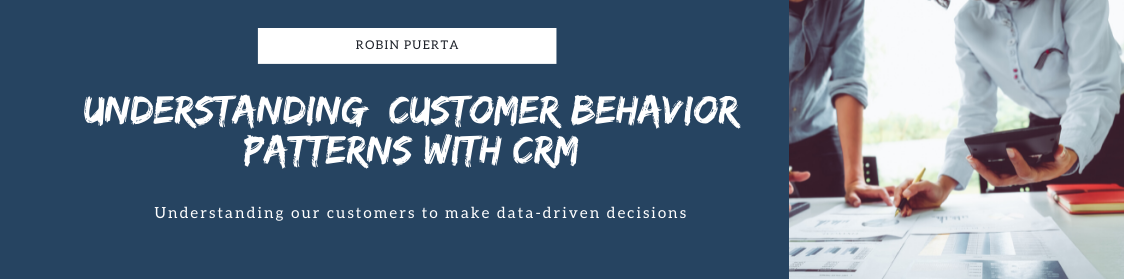 ROBIN PUERTA
UNDERSTANDING CUSTOMER BEHAVIOR
PATTERNS WITH CRM
Understanding our customers to make data-driven decisions